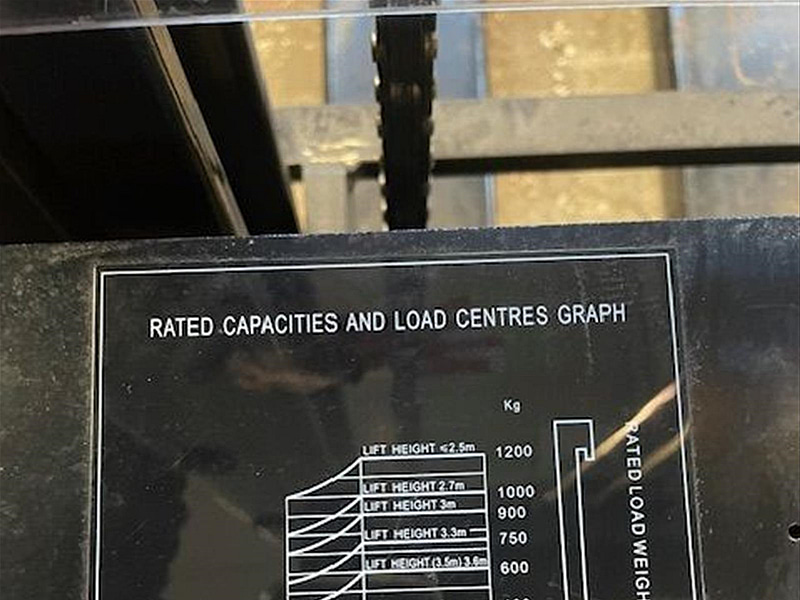 RATED CAPACITIES AND LOAD CENTRES GRAPH
Kg
LIFT HEIGHT ≤2.5m 1200
LIFT HEIGHT 2.7m 1000
LIFT HEIGHT 3m 900
LIFT HEIGHT 3.3m 750
LIFT HEIGHT (3.5m) 3.6m 600
RATED LOAD WEIGH